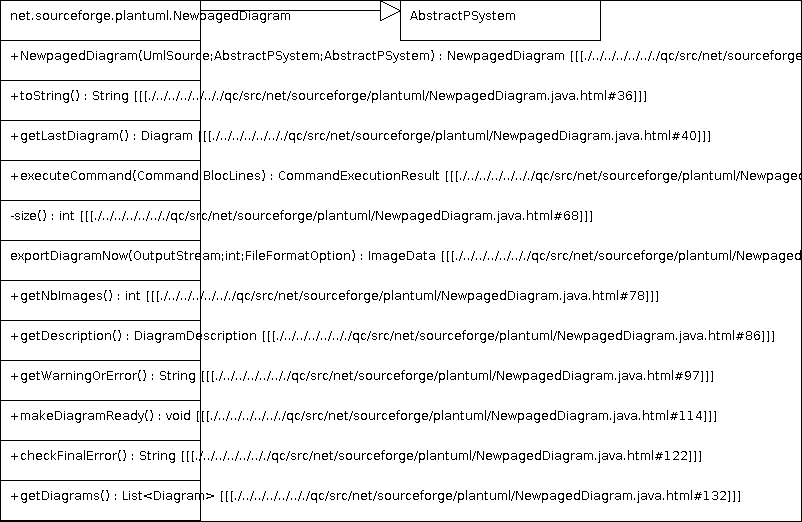 net.sourceforge.plantuml.NewpagedDiagram
AbstractPSystem
+NewpagedDiagram(UmlSource;AbstractPSystem;AbstractPSystem) : NewpagedDiagram [[[./../../../../././qc/src/net/sourceforge
+toString() : String [[[./../../../../././qc/src/net/sourceforge/plantuml/NewpagedDiagram.java.html#36]]]
+getLastDiagram() : Diagram [[[./../../../../././qc/src/net/sourceforge/plantuml/NewpagedDiagram.java.html#40]]]
+executeCommand(Command;BlocLines) : CommandExecutionResult [[[./../../../../././qc/src/net/sourceforge/plantuml/Newpaged
-size() : int [[[./../../../../././qc/src/net/sourceforge/plantuml/NewpagedDiagram.java.html#68]]]
exportDiagramNow(OutputStream;int;FileFormatOption) : ImageData [[[./../../../../././qc/src/net/sourceforge/plantuml/Newpaged
+getNbImages() : int [[[./../../../../././qc/src/net/sourceforge/plantuml/NewpagedDiagram.java.html#78]]]
+getDescription() : DiagramDescription [[[./../../../../././qc/src/net/sourceforge/plantuml/NewpagedDiagram.java.html#86]]]
+getWarningOrError() : String [[[./../../../../././qc/src/net/sourceforge/plantuml/NewpagedDiagram.java.html#97]]]
+makeDiagramReady() : void [[[./../../../../././qc/src/net/sourceforge/plantuml/NewpagedDiagram.java.html#114]]]
+checkFinalError() : String [[[./../../../../././qc/src/net/sourceforge/plantuml/NewpagedDiagram.java.html#122]]]
+getDiagrams() : List<Diagram> [[[./../../../../././qc/src/net/sourceforge/plantuml/NewpagedDiagram.java.html#132]]]